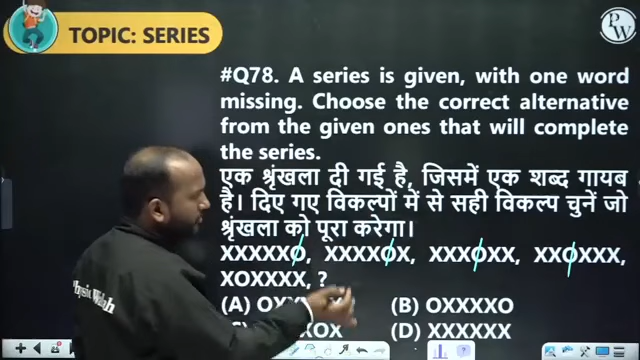 TOPIC: SERIES
PW
#Q78. A series is given, with one word
missing. Choose the correct alternative
from the given ones that will complete
the series.
एक श्रृंखला दी गई है, जिसमें एक शब्द गायब
है। दिए गए विकल्पों में से सही विकल्प चुनें जो
श्रृंखला को पूरा करेगा।
XXXXXO, XXXXOX, XXXOXX, XXOXXX,
XOXXXX, ?
(A) (B) OXXXXO
(D) XXXXXX